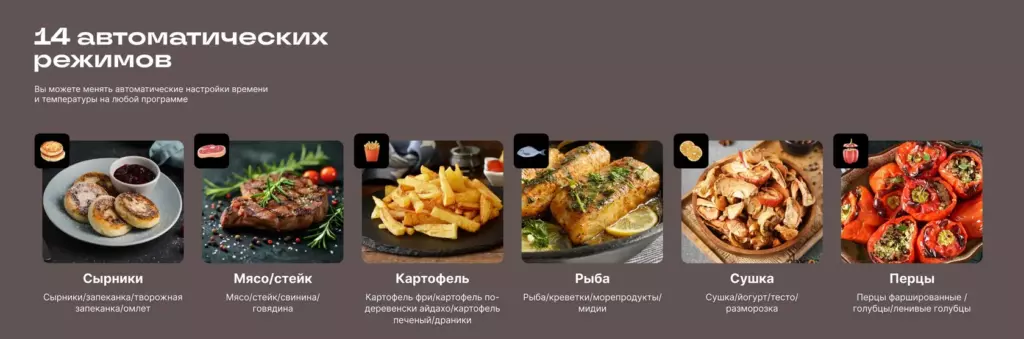 14 автоматических
режимов
Вы можете менять автоматические настройки времени
и температуры на любой программе
Сырники
Сырники/запеканка/творожная
запеканка/омлет
Мясо/стейк
Мясо/стейк/свинина/
говядина
Картофель
Картофель фри/картофель по-
деревенски айдахо/картофель
печеный/драники
Рыба
Рыба/креветки/морепродукты/
мидии
Сушка
Сушка/йогурт/тесто/
разморозка
Перцы
Перцы фаршированные /
голубцы/ленивые голубцы